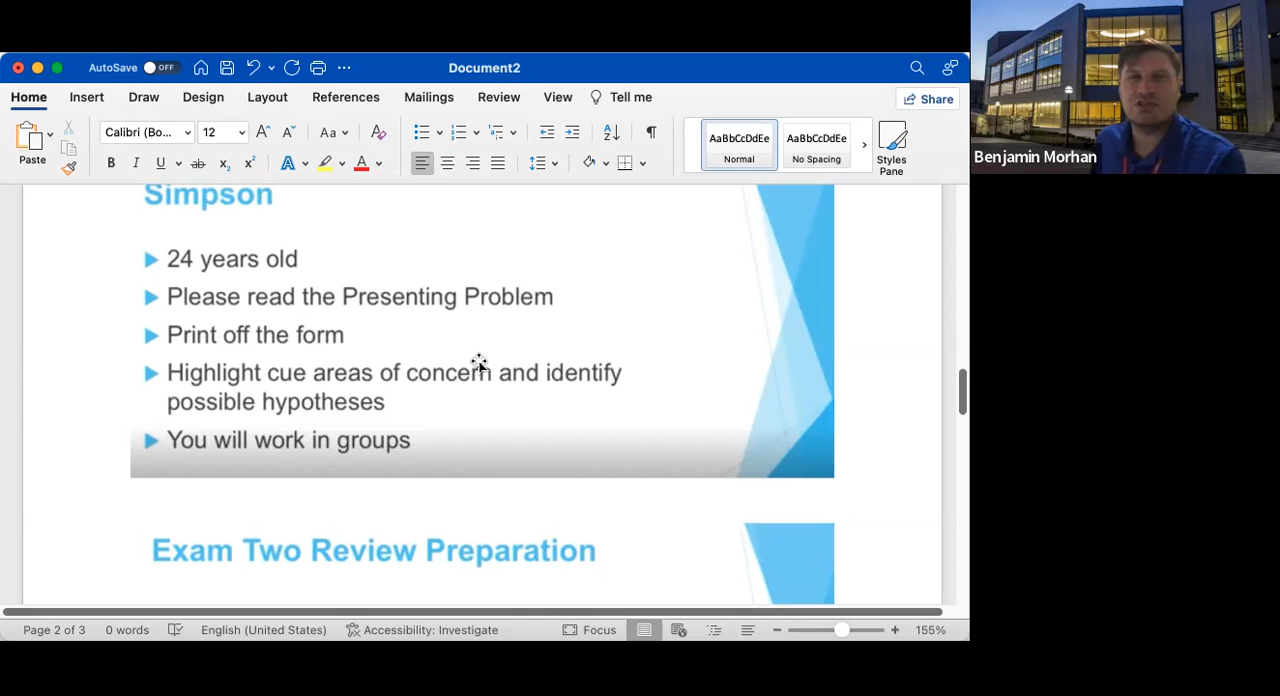 AutoSave OFF
Document2
Home Insert Draw Design Layout References Mailings Review View Tell me
Share
Paste
Calibri (Bo... 12
Aa
AaBbCcDdEe
Normal
AaBbCcDdEe
No Spacing
Styles
Pane
Simpson
24 years old
Please read the Presenting Problem
Print off the form
Highlight cue areas of concern and identify
possible hypotheses
You will work in groups
Exam Two Review Preparation
Page 2 of 3 0 words English (United States) Accessibility: Investigate Focus 155%
Benjamin Morhan